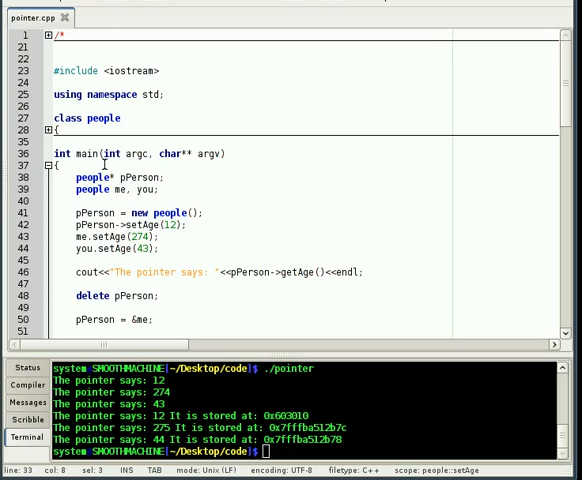 pointer.cpp
1 /*
21
22
23 #include <iostream>
24
25 using namespace std;
26
27 class people
28 {
35
36 int main(int argc, char** argv)
37 {
38 people* pPerson;
39 people me, you;
40
41 pPerson = new people();
42 pPerson->setAge(12);
43 me.setAge(274);
44 you.setAge(43);
45
46 cout<<"The pointer says: "<<pPerson->getAge()<<endl;
47
48 delete pPerson;
49
50 pPerson = &me;
51
Status
Compiler
Messages
Scribble
Terminal
system SMOOTHMACHINE[~/Desktop/code]$ ./pointer
The pointer says: 12
The pointer says: 274
The pointer says: 43
The pointer says: 12 It is stored at: 0x603010
The pointer says: 275 It is stored at: 0x7fffba512b7c
The pointer says: 44 It is stored at: 0x7fffba512b78
system SMOOTHMACHINE[~/Desktop/code]$
line: 33 col: 8 sel: 3 INS TAB mode: Unix (LF) encoding: UTF-8 filetype: C++ scope: people::setAge